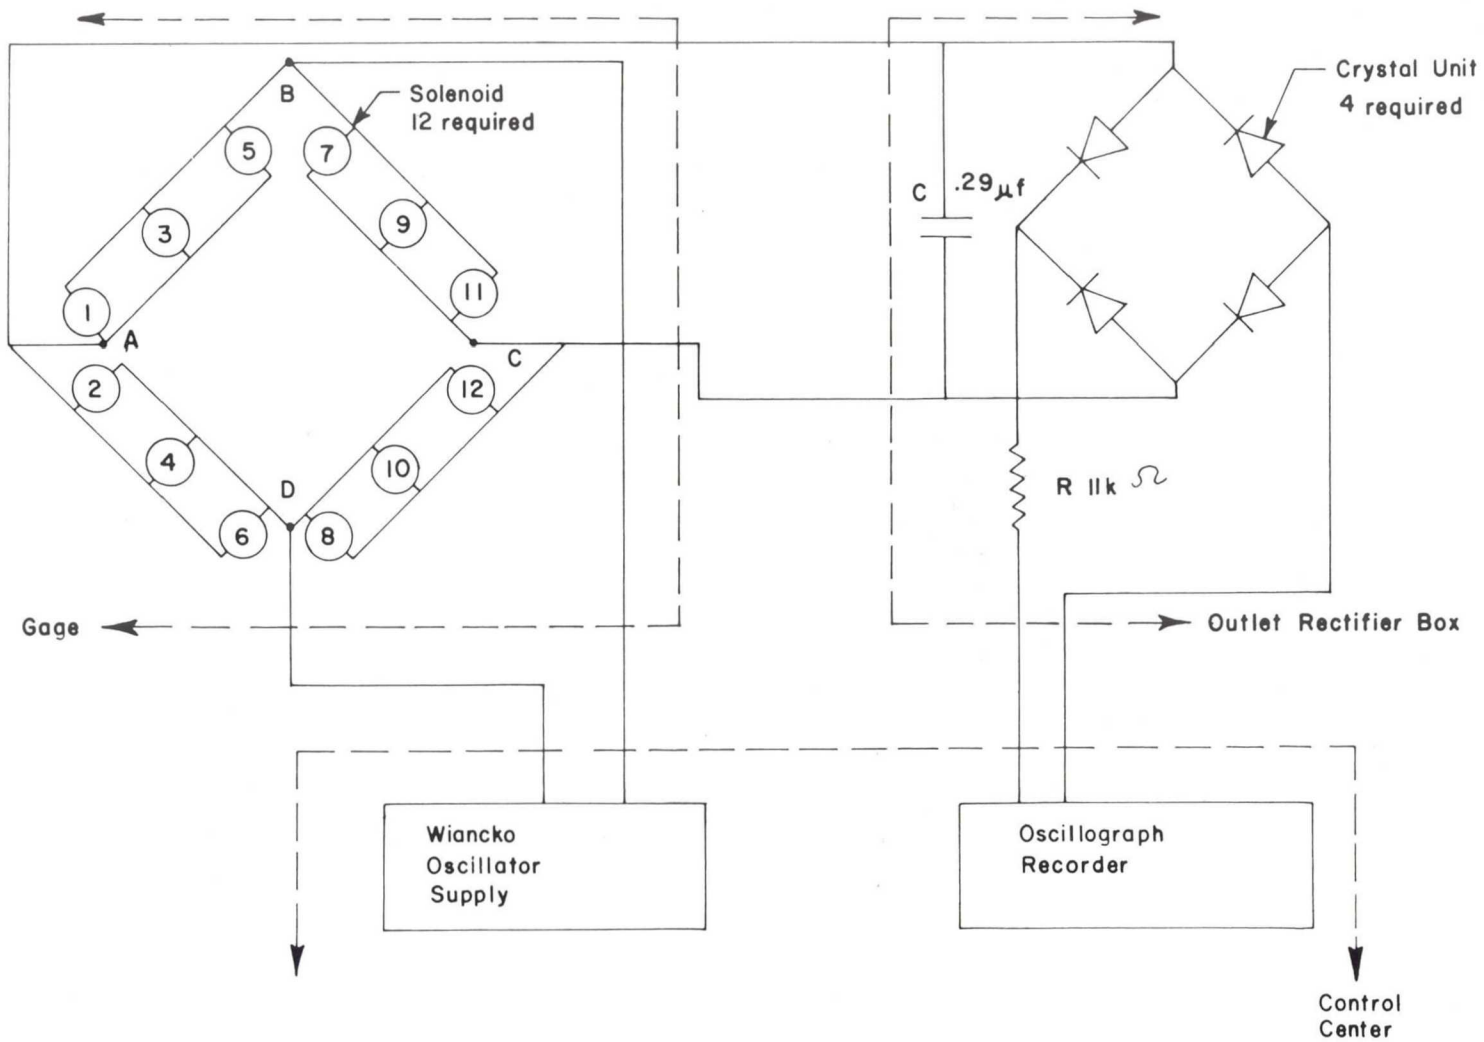 B
Solenoid
12 required
Crystal Unit
4 required
5
7
3
9
C .29μf
1
11
A
C
2
12
4
10
D
R 11k Ω
6
8
Gage
Outlet Rectifier Box
Wiancko
Oscillator
Supply
Oscillograph
Recorder
Control
Center